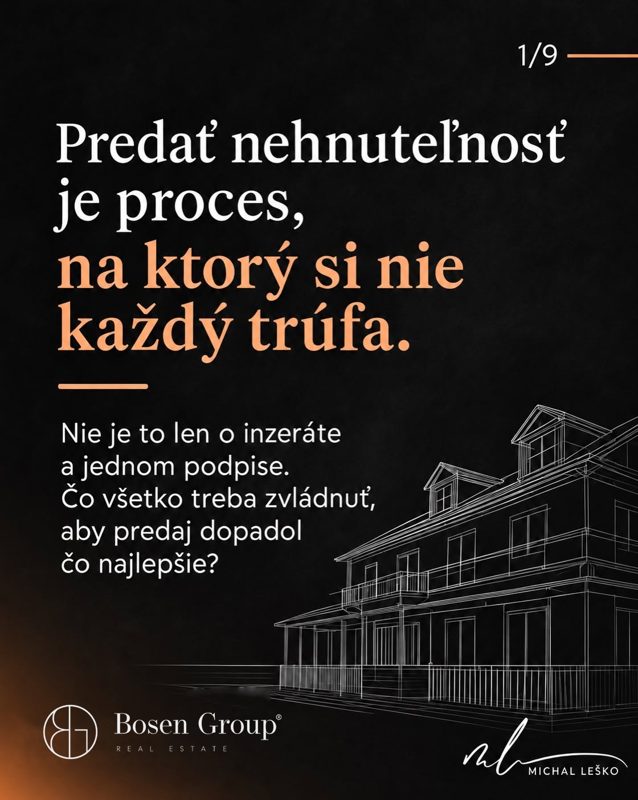 1/9
Predať nehnuteľnosť
je proces,
na ktorý si nie
každý trúfa.
Nie je to len o inzeráte
a jednom podpise.
Čo všetko treba zvládnuť,
aby predaj dopadol
čo najlepšie?
Bosen Group®
REAL ESTATE
MICHAL LEŠKO